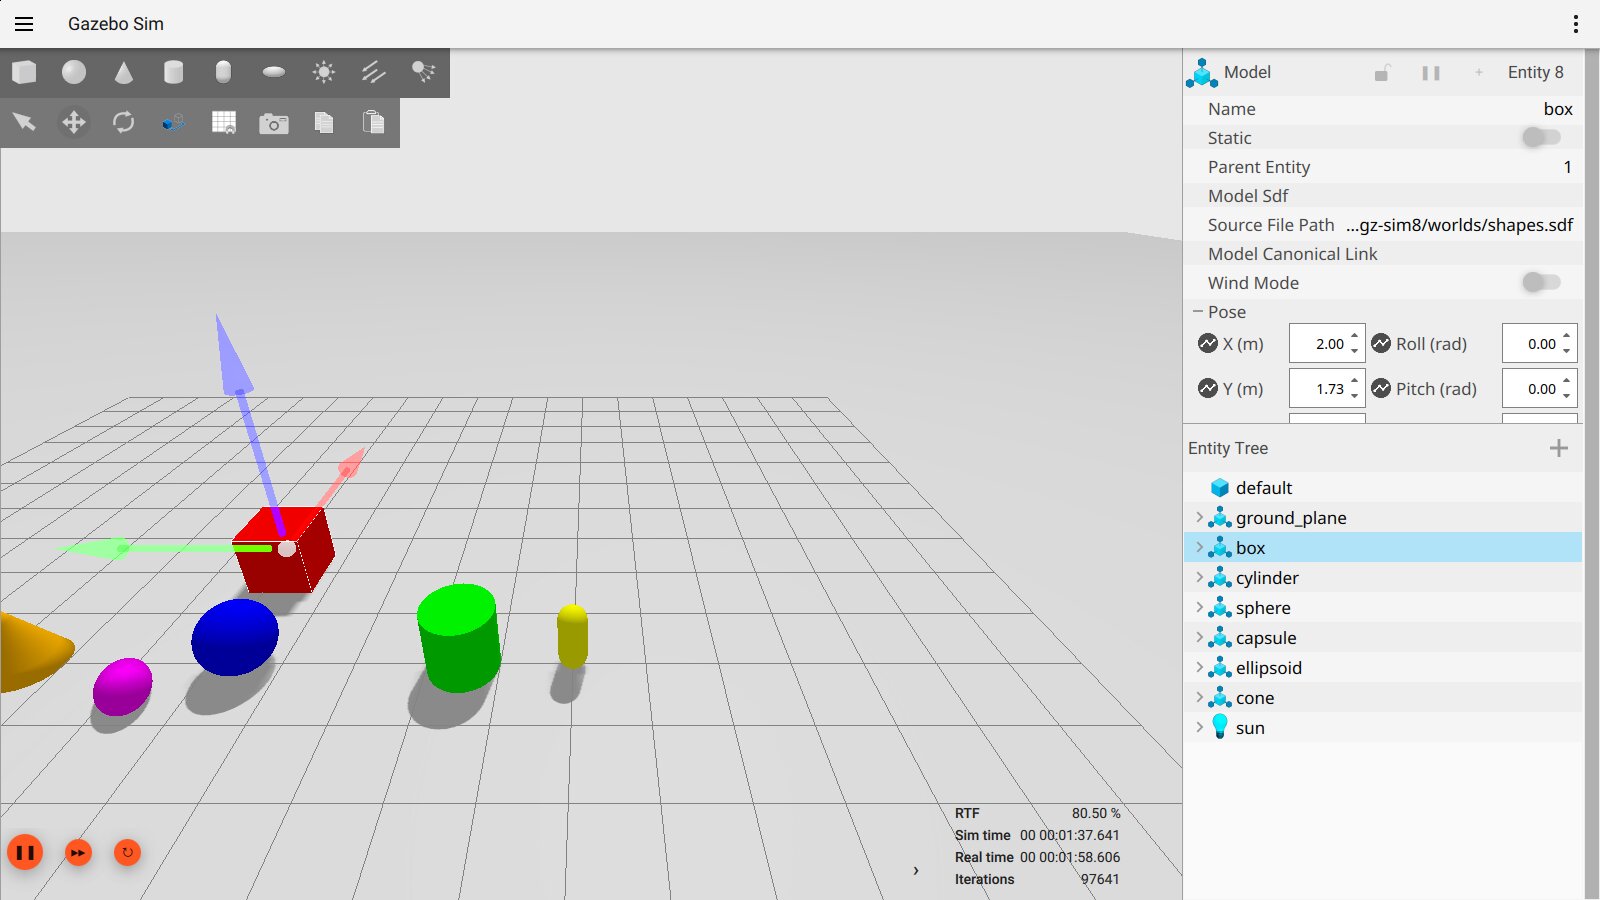 Gazebo Sim
Model
Entity 8
Name box
Static
Parent Entity 1
Model Sdf
Source File Path ...gz-sim8/worlds/shapes.sdf
Model Canonical Link
Wind Mode
Pose
X (m) 2.00 Roll (rad) 0.00
Y (m) 1.73 Pitch (rad) 0.00
Entity Tree
default
ground_plane
box
cylinder
sphere
capsule
ellipsoid
cone
sun
RTF 80.50 %
Sim time 00 00:01:37.641
Real time 00 00:01:58.606
Iterations 97641